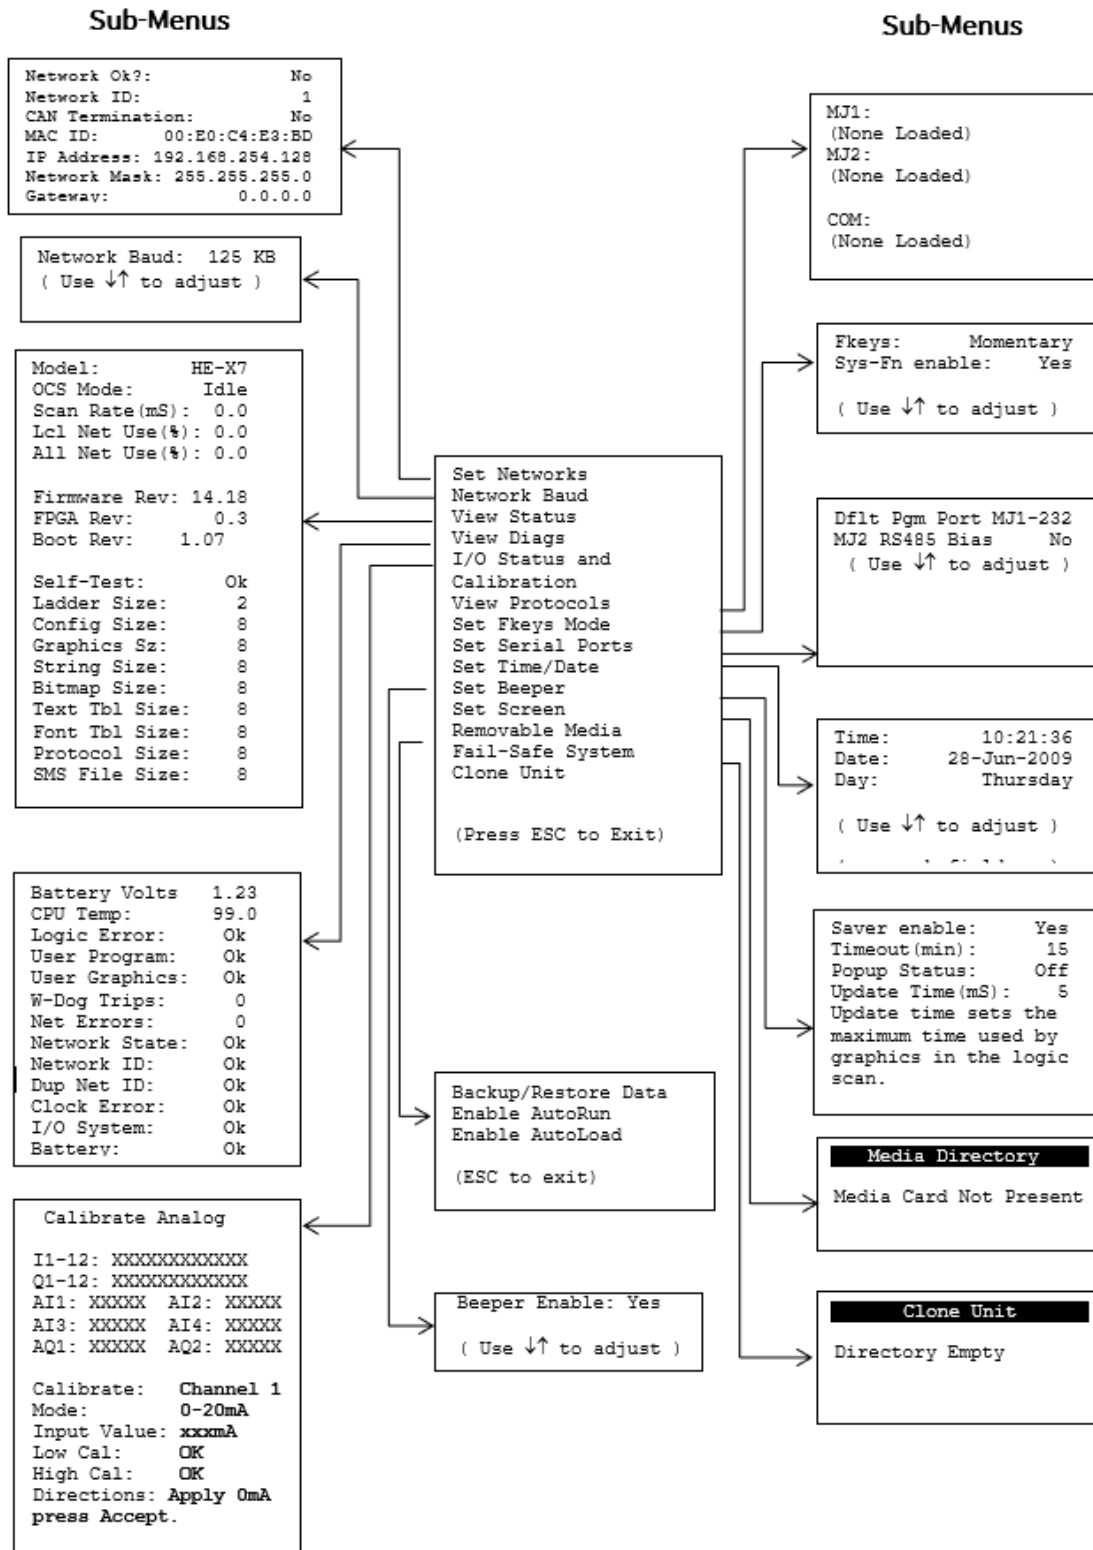 Sub-Menus
Network Ok?: No
Network ID: 1
CAN Termination: No
MAC ID: 00:E0:C4:E3:BD
IP Address: 192.168.254.128
Network Mask: 255.255.255.0
Gateway: 0.0.0.0
Network Baud: 125 KB
( Use ↓↑ to adjust )
Model: HE-X7
OCS Mode: Idle
Scan Rate(mS): 0.0
Lcl Net Use(%): 0.0
All Net Use(%): 0.0
Firmware Rev: 14.18
FPGA Rev: 0.3
Boot Rev: 1.07
Self-Test: Ok
Ladder Size: 2
Config Size: 8
Graphics Sz: 8
String Size: 8
Bitmap Size: 8
Text Tbl Size: 8
Font Tbl Size: 8
Protocol Size: 8
SMS File Size: 8
Battery Volts 1.23
CPU Temp: 99.0
Logic Error: Ok
User Program: Ok
User Graphics: Ok
W-Dog Trips: 0
Net Errors: 0
Network State: Ok
Network ID: Ok
Dup Net ID: Ok
Clock Error: Ok
I/O System: Ok
Battery: Ok
Calibrate Analog
I1-12: XXXXXXXXXXXX
Q1-12: XXXXXXXXXXXX
AI1: XXXXX AI2: XXXXX
AI3: XXXXX AI4: XXXXX
AQ1: XXXXX AQ2: XXXXX
Calibrate: Channel 1
Mode: 0-20mA
Input Value: xxxmA
Low Cal: OK
High Cal: OK
Directions: Apply 0mA
press Accept.
Set Networks
Network Baud
View Status
View Diags
I/O Status and
Calibration
View Protocols
Set Fkeys Mode
Set Serial Ports
Set Time/Date
Set Beeper
Set Screen
Removable Media
Fail-Safe System
Clone Unit
(Press ESC to Exit)
Backup/Restore Data
Enable AutoRun
Enable AutoLoad
(ESC to exit)
Beeper Enable: Yes
( Use ↓↑ to adjust )
Sub-Menus
MJ1:
(None Loaded)
MJ2:
(None Loaded)
COM:
(None Loaded)
Fkeys: Momentary
Sys-Fn enable: Yes
( Use ↓↑ to adjust )
Dflt Pgm Port MJ1-232
MJ2 RS485 Bias No
( Use ↓↑ to adjust )
Time: 10:21:36
Date: 28-Jun-2009
Day: Thursday
( Use ↓↑ to adjust )
Saver enable: Yes
Timeout(min): 15
Popup Status: Off
Update Time(mS): 5
Update time sets the
maximum time used by
graphics in the logic
scan.
Media Directory
Media Card Not Present
Clone Unit
Directory Empty